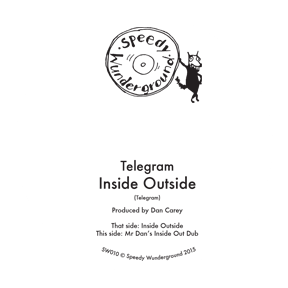 Speedy
Wunderground
Telegram
Inside Outside
(Telegram)
Produced by Dan Carey
That side: Inside Outside
This side: Mr Dan's Inside Out Dub
SW010 © Speedy Wunderground 2015